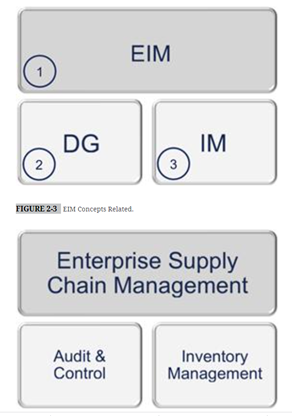 EIM
1
DG
2
IM
3
FIGURE 2-3 EIM Concepts Related.
Enterprise Supply
Chain Management
Audit &
Control
Inventory
Management